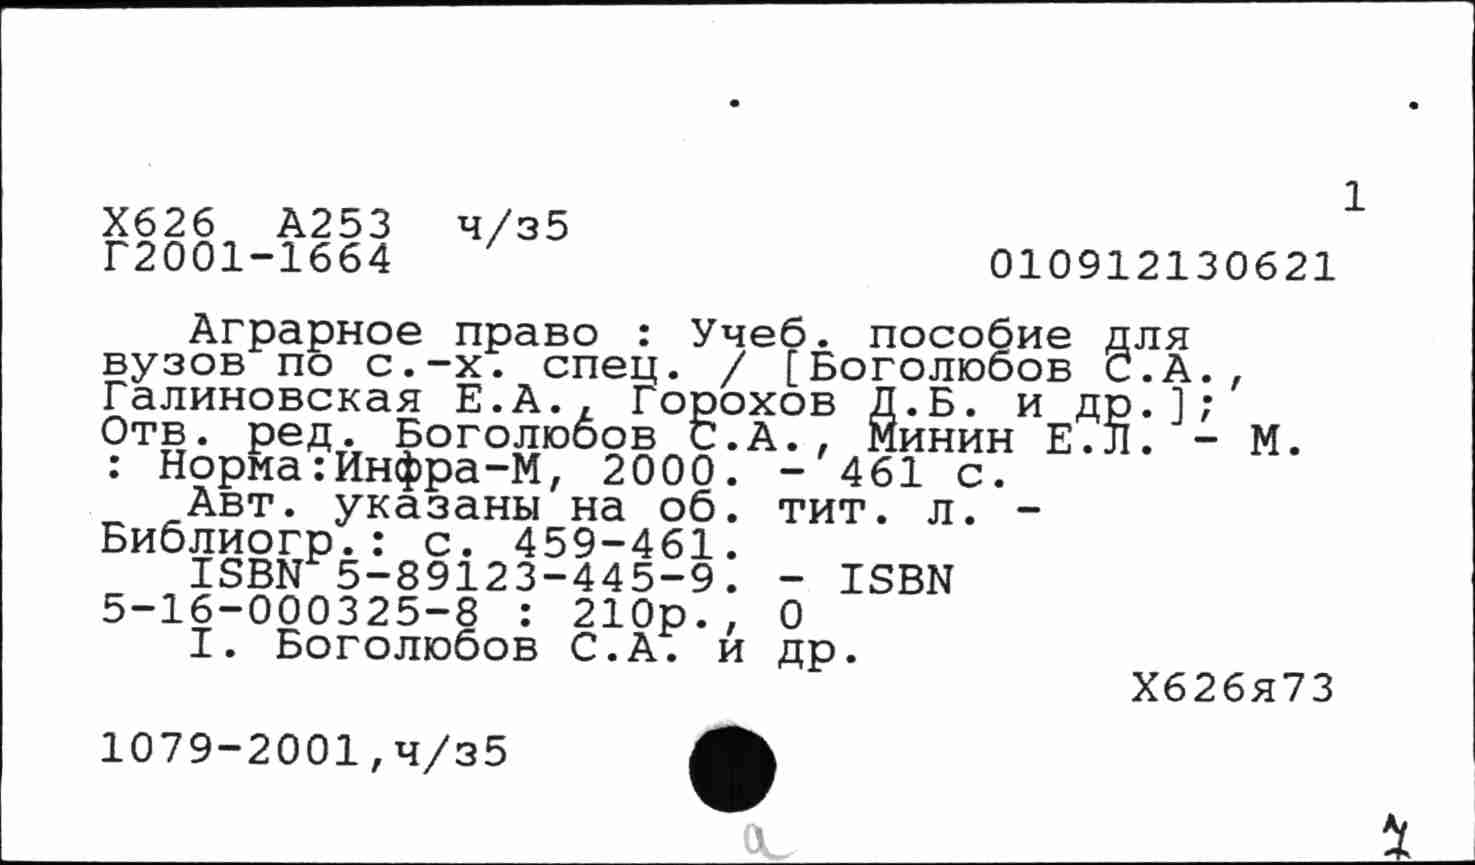 1
Х626 А253 ч/з5
Г2001-1664
010912130621
Аграрное право : Учеб. пособие для
вузов по с.-х. спец. / [Боголюбов С.А.,
Галиновская Е.А., Горохов Д.Б. и др.];
Отв. ред. Боголюбов С.А., Минин Е.Л. - М.
: Норма:Инфра-М, 2000. - 461 с.
Авт. указаны на об. тит. л. -
Библиогр.: с. 459-461.
ISBN 5-89123-445-9. - ISBN
5-16-000325-8 : 210р., 0
I. Боголюбов С.А. и др.
Х626я73
1079-2001,ч/з5
а